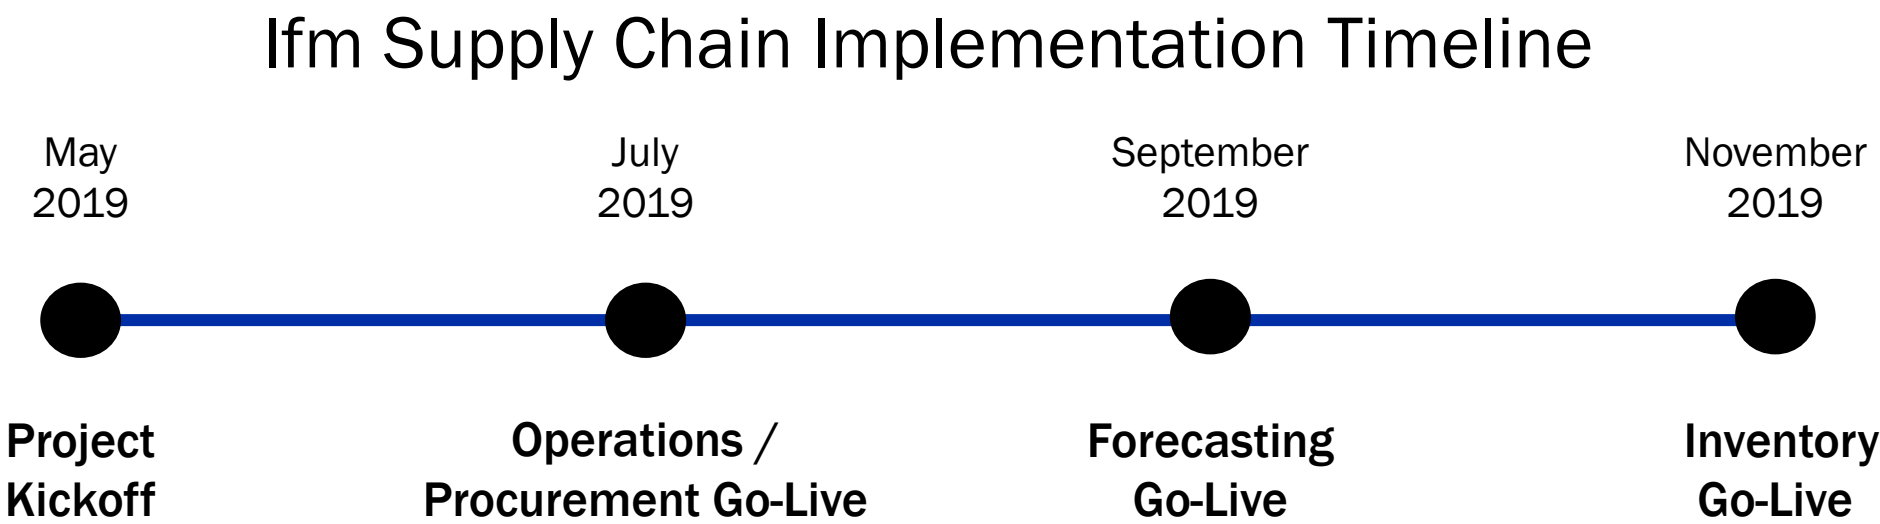 Ifm Supply Chain Implementation Timeline
May
2019
July
2019
September
2019
November
2019
Project
Kickoff
Operations /
Procurement Go-Live
Forecasting
Go-Live
Inventory
Go-Live